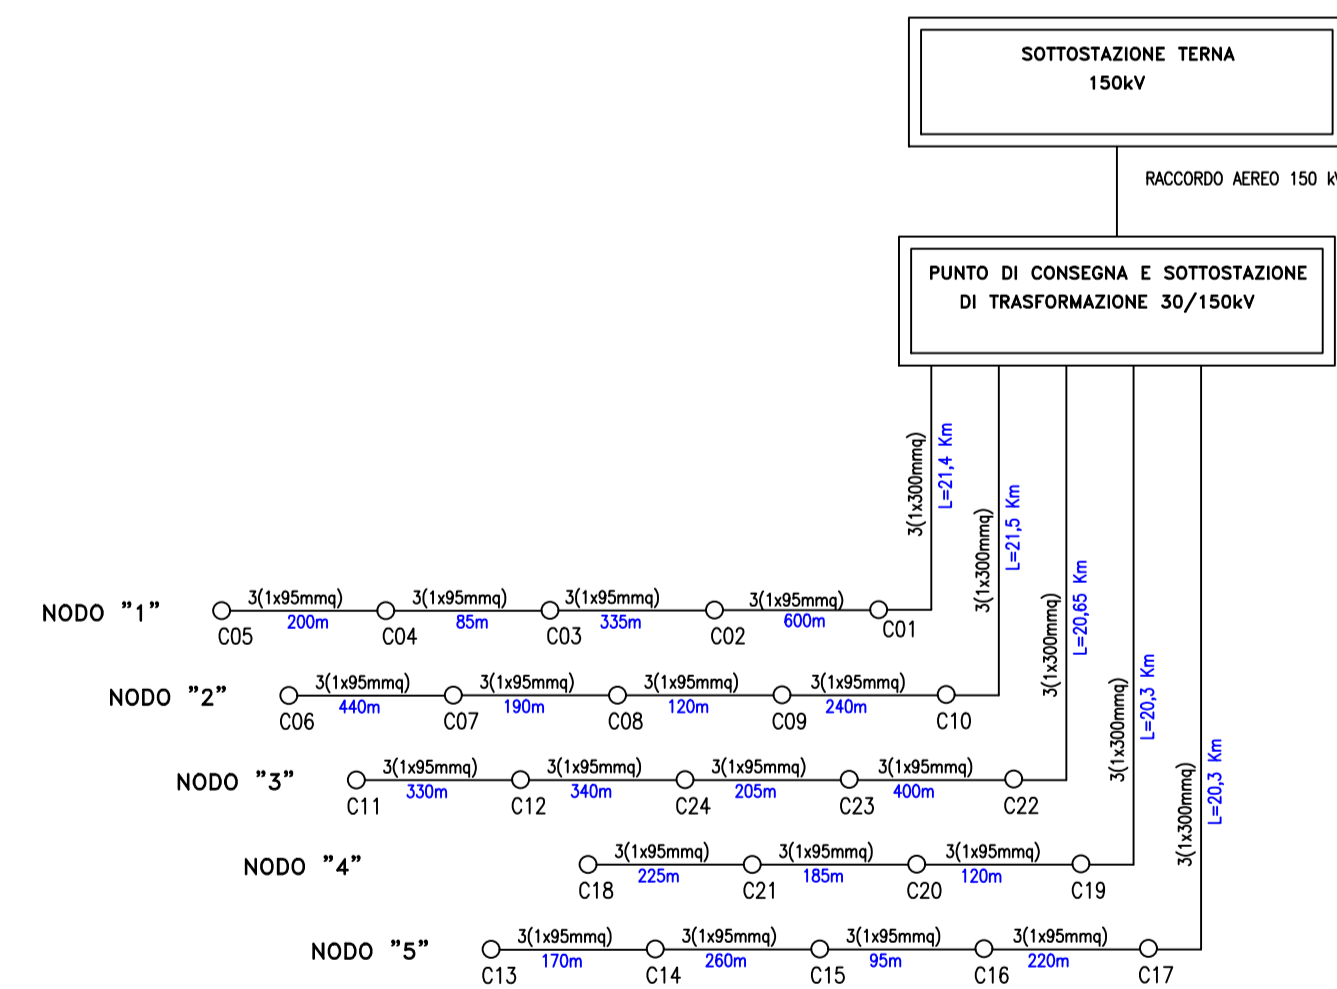 SOTTOSTAZIONE TERNA
150kV
RACCORDO AEREO 150
PUNTO DI CONSEGNA E SOTTOSTAZIONE
DI TRASFORMAZIONE 30/150kV
3(1x300mmq)
L=21,4 Km
3(1x300mmq)
L=21,5 Km
3(1x300mmq)
L=20,65 Km
3(1x300mmq)
L=20,3 Km
3(1x300mmq)
L=20,3 Km
NODO "1"
3(1x95mmq) 3(1x95mmq) 3(1x95mmq) 3(1x95mmq)
200m 85m 335m 600m
C05 C04 C03 C02 C01
NODO "2"
3(1x95mmq) 3(1x95mmq) 3(1x95mmq) 3(1x95mmq)
440m 190m 120m 240m
C06 C07 C08 C09 C10
NODO "3"
3(1x95mmq) 3(1x95mmq) 3(1x95mmq) 3(1x95mmq)
330m 340m 205m 400m
C11 C12 C24 C23 C22
NODO "4"
3(1x95mmq) 3(1x95mmq) 3(1x95mmq)
225m 185m 120m
C18 C21 C20 C19
NODO "5"
3(1x95mmq) 3(1x95mmq) 3(1x95mmq) 3(1x95mmq)
170m 260m 95m 220m
C13 C14 C15 C16 C17